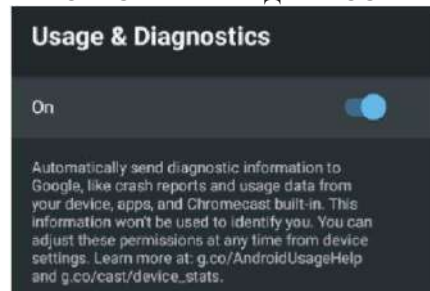 Usage & Diagnostics
On
Automatically send diagnostic information to
Google, like crash reports and usage data from
your device, apps, and Chromecast built-in. This
information won't be used to identify you. You can
adjust these permissions at any time from device
settings. Learn more at: g.co/AndroidUsageHelp
and g.co/cast/device_stats.